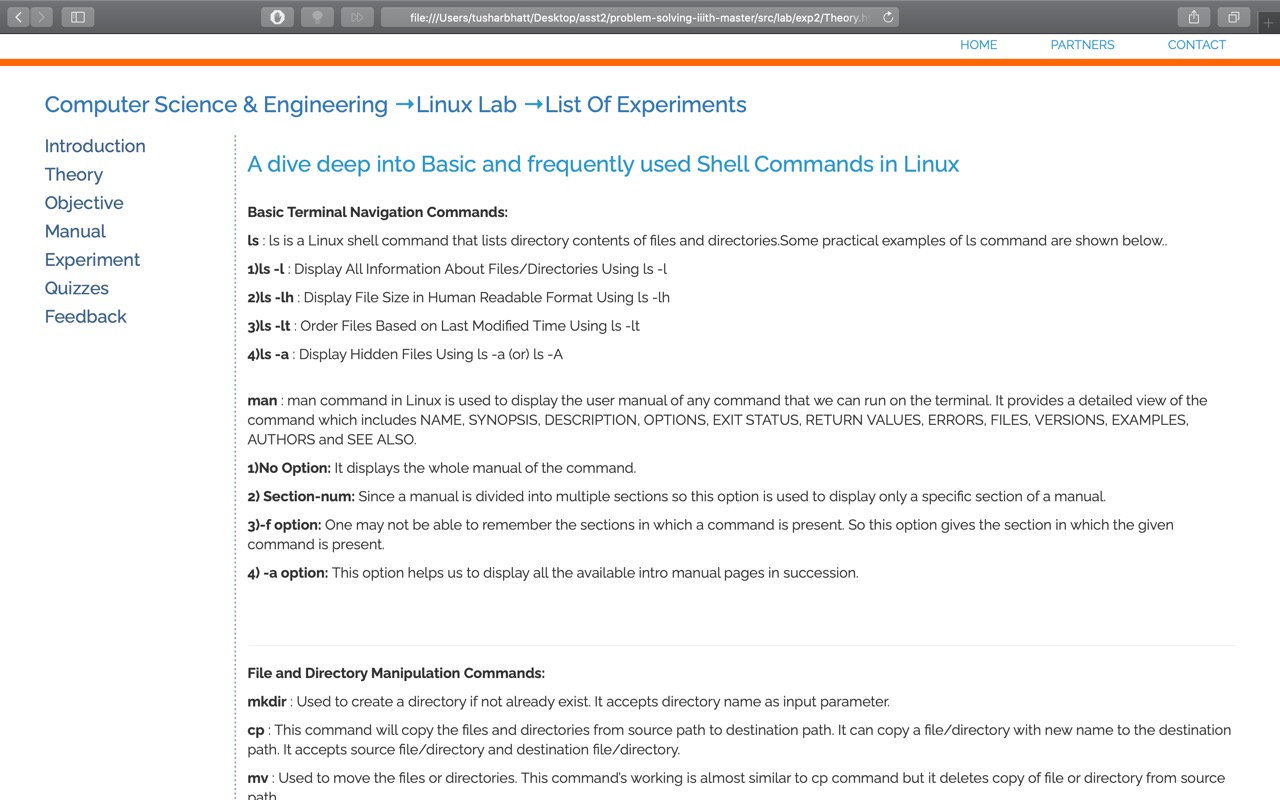 file:///Users/tusharbhatt/Desktop/asst2/problem-solving-iiith-master/src/lab/exp2/Theory.h
HOME PARTNERS CONTACT
Computer Science & Engineering →Linux Lab →List Of Experiments
Introduction
Theory
Objective
Manual
Experiment
Quizzes
Feedback
A dive deep into Basic and frequently used Shell Commands in Linux
Basic Terminal Navigation Commands:
ls : ls is a Linux shell command that lists directory contents of files and directories.Some practical examples of ls command are shown below..
1)ls -l : Display All Information About Files/Directories Using ls -l
2)ls -lh : Display File Size in Human Readable Format Using ls -lh
3)ls -lt : Order Files Based on Last Modified Time Using ls -lt
4)ls -a : Display Hidden Files Using ls -a (or) ls -A
man : man command in Linux is used to display the user manual of any command that we can run on the terminal. It provides a detailed view of the
command which includes NAME, SYNOPSIS, DESCRIPTION, OPTIONS, EXIT STATUS, RETURN VALUES, ERRORS, FILES, VERSIONS, EXAMPLES,
AUTHORS and SEE ALSO.
1)No Option: It displays the whole manual of the command.
2) Section-num: Since a manual is divided into multiple sections so this option is used to display only a specific section of a manual.
3)-f option: One may not be able to remember the sections in which a command is present. So this option gives the section in which the given
command is present.
4) -a option: This option helps us to display all the available intro manual pages in succession.
File and Directory Manipulation Commands:
mkdir : Used to create a directory if not already exist. It accepts directory name as input parameter.
cp : This command will copy the files and directories from source path to destination path. It can copy a file/directory with new name to the destination
path. It accepts source file/directory and destination file/directory.
mv : Used to move the files or directories. This command's working is almost similar to cp command but it deletes copy of file or directory from source
path.